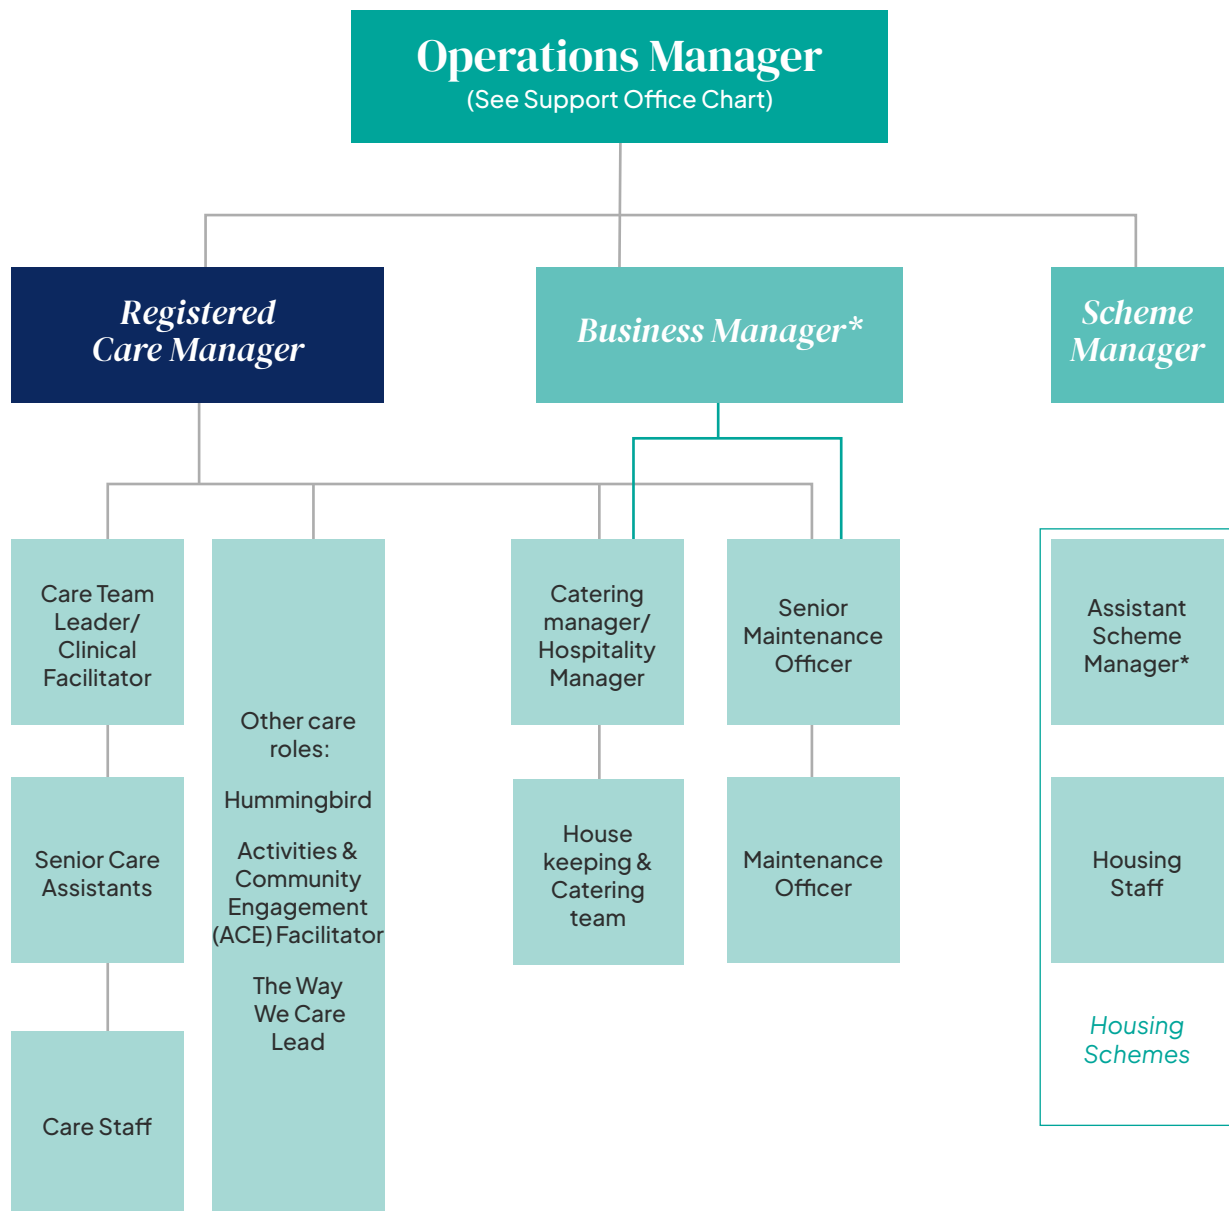 Operations Manager
(See Support Office Chart)
Registered
Care Manager
Business Manager*
Scheme
Manager
Care Team
Leader/
Clinical
Facilitator
Senior Care
Assistants
Care Staff
Other care
roles:
Hummingbird
Activities &
Community
Engagement
(ACE) Facilitator
The Way
We Care
Lead
Catering
manager/
Hospitality
Manager
House
keeping &
Catering
team
Senior
Maintenance
Officer
Maintenance
Officer
Assistant
Scheme
Manager*
Housing
Staff
Housing
Schemes